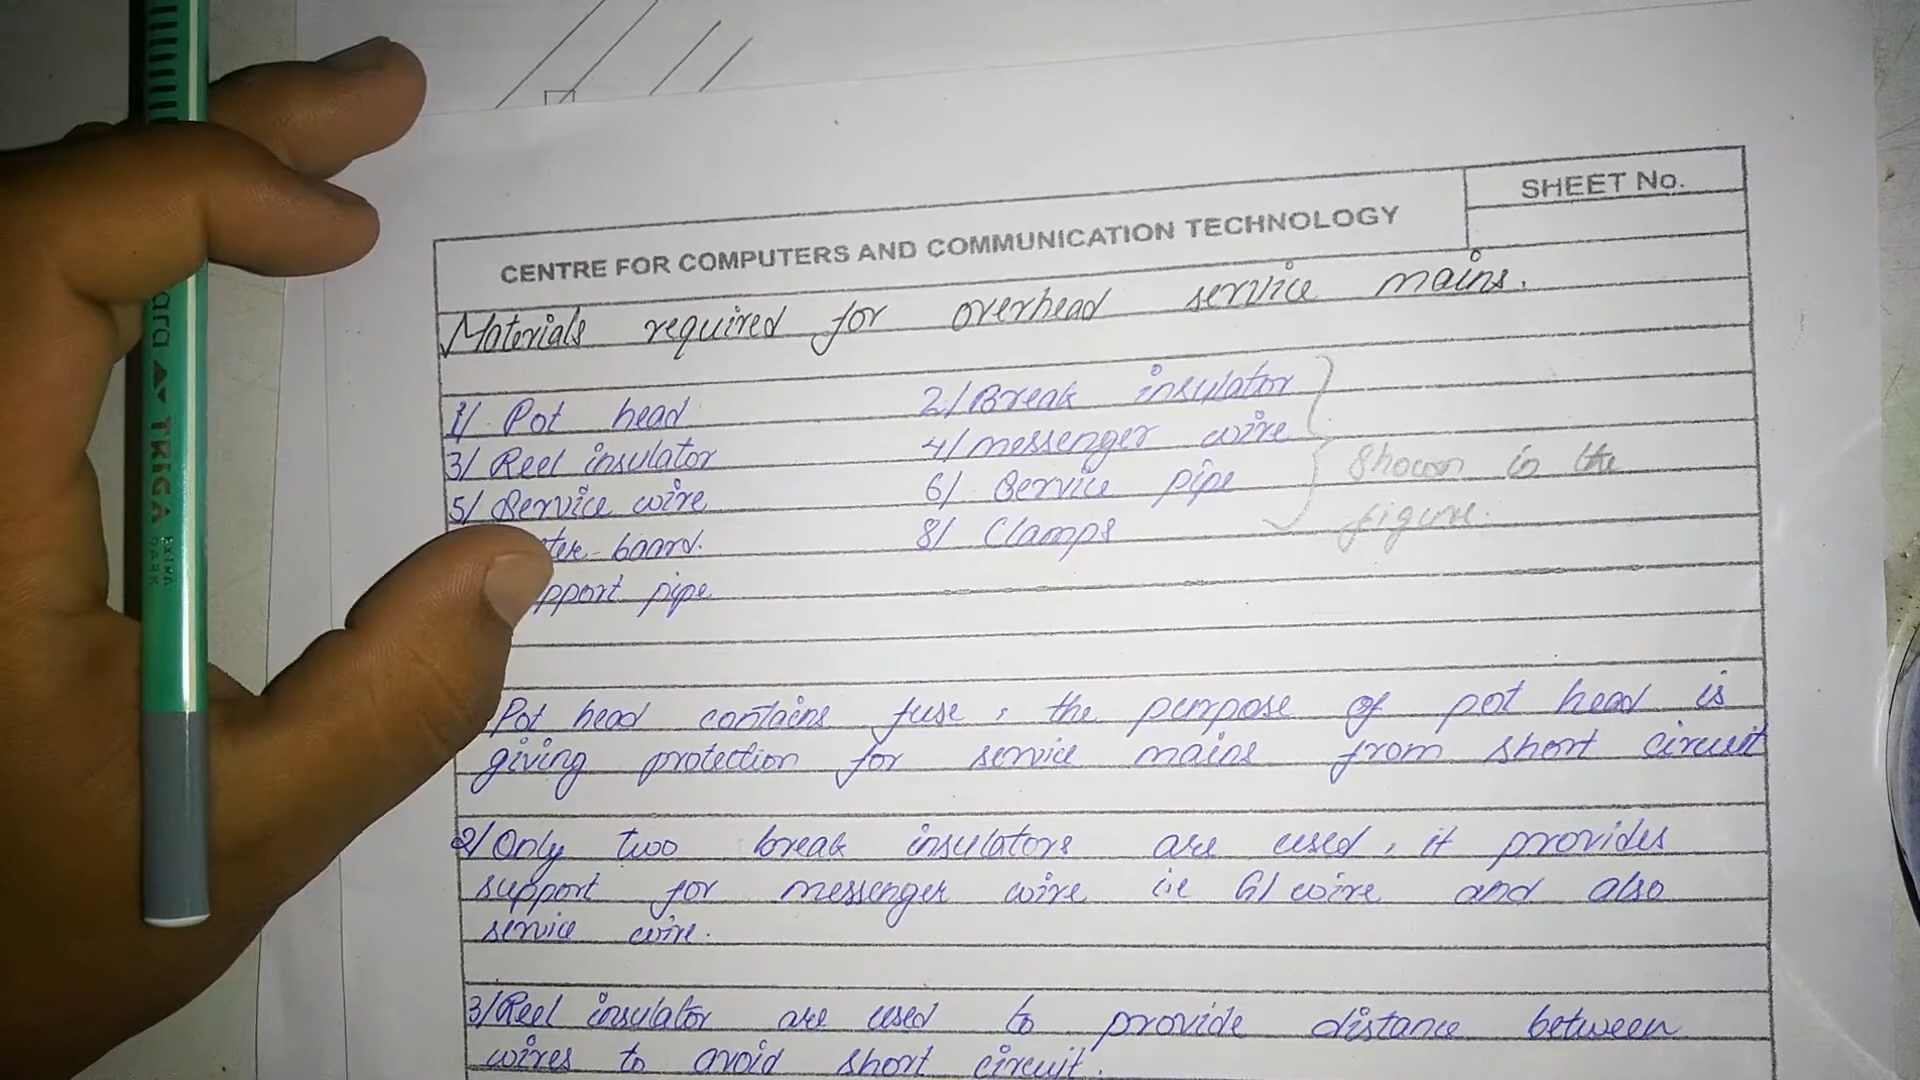 CENTRE FOR COMPUTERS AND COMMUNICATION TECHNOLOGY
SHEET No.
Materials required for overhead service mains.
1/ Pot head
2/ Break insulator
3/ Reel insulator
4/ messenger wire
5/ Service wire
6/ Service pipe
shown in the
board.
8/ Clamps
figure.
pport pipe
Pot head contains fuse, the purpose of pot head is
giving protection for service mains from short circuit
2/ Only two break insulators are used, it provides
support for messenger wire i.e GI wire and also
service wire.
3/ Reel insulator are used to provide distance between
wires to avoid short circuit.
TRIGA
EXTRA
DARK